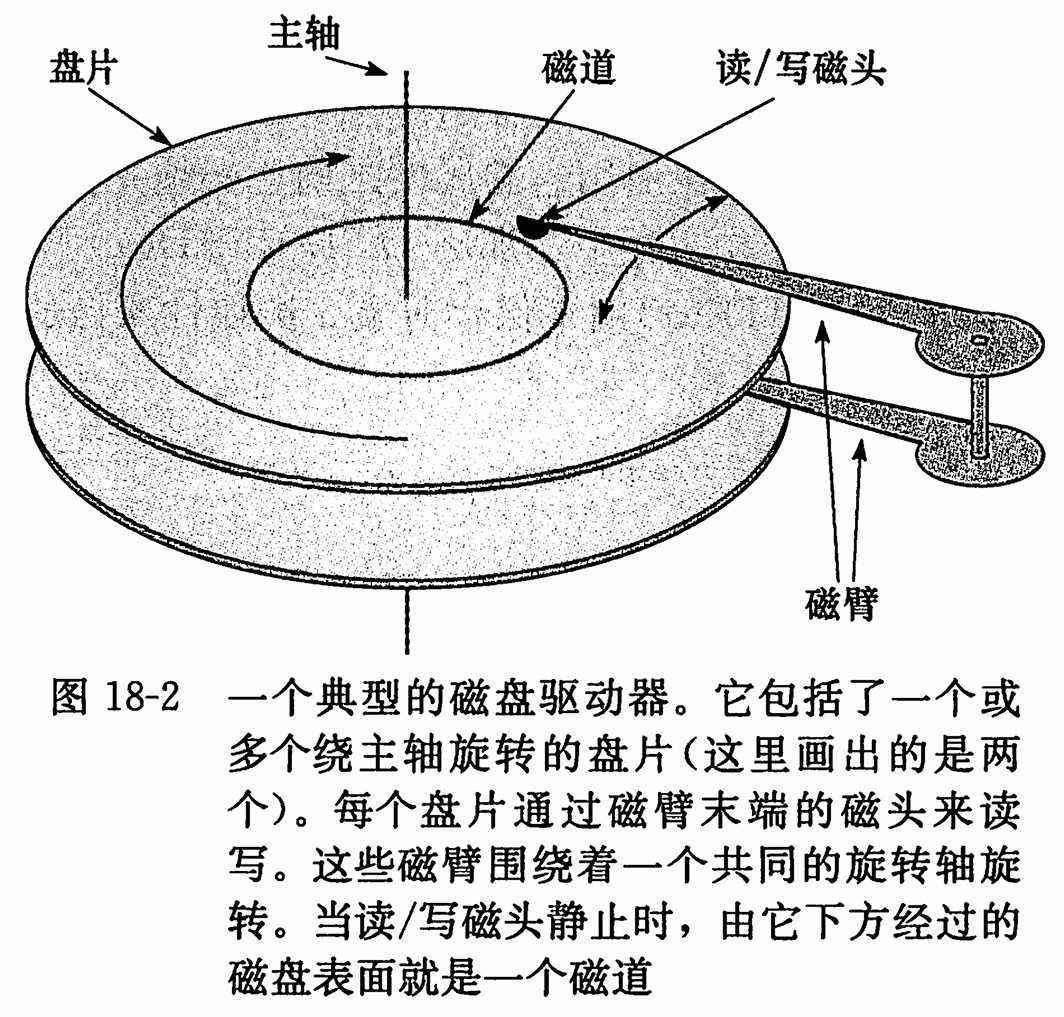 主轴
盘片
磁道
读/写磁头
磁臂
图 18-2 一个典型的磁盘驱动器。它包括了一个或
多个绕主轴旋转的盘片(这里画出的是两
个)。每个盘片通过磁臂末端的磁头来读
写。这些磁臂围绕着一个共同的旋转轴旋
转。当读/写磁头静止时，由它下方经过的
磁盘表面就是一个磁道